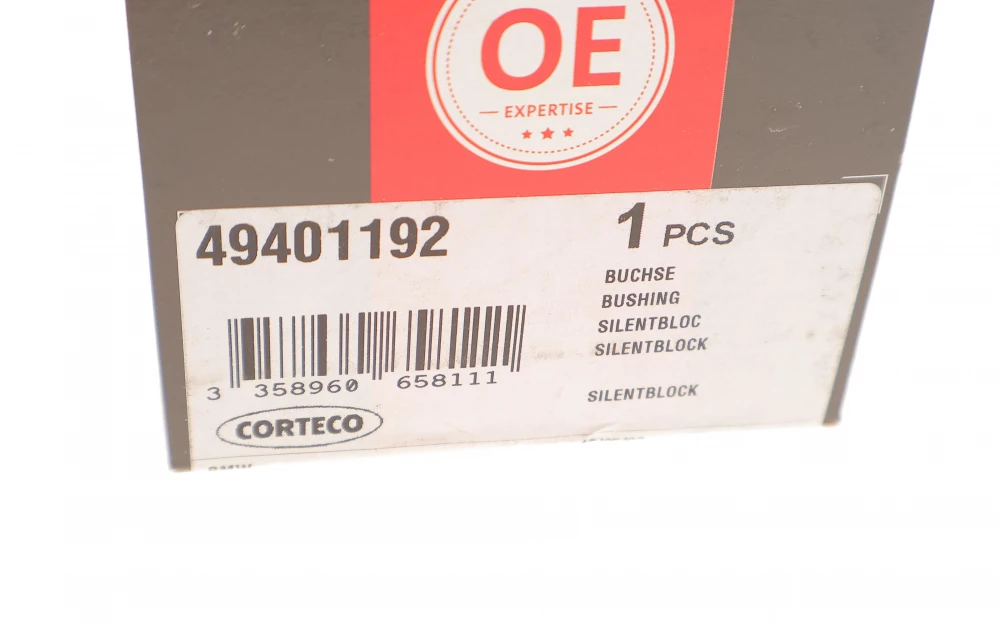 OE
EXPERTISE
49401192
1 PCS
BUCHSE
BUSHING
SILENTBLOC
SILENTBLOCK
SILENTBLOCK
3 358960 658111
CORTECO